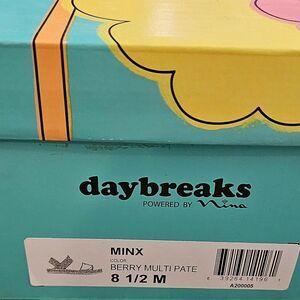 daybreaks
POWERED BY Nina
MINX
COLOR
BERRY MULTI PATE
8 1/2 M
A200005